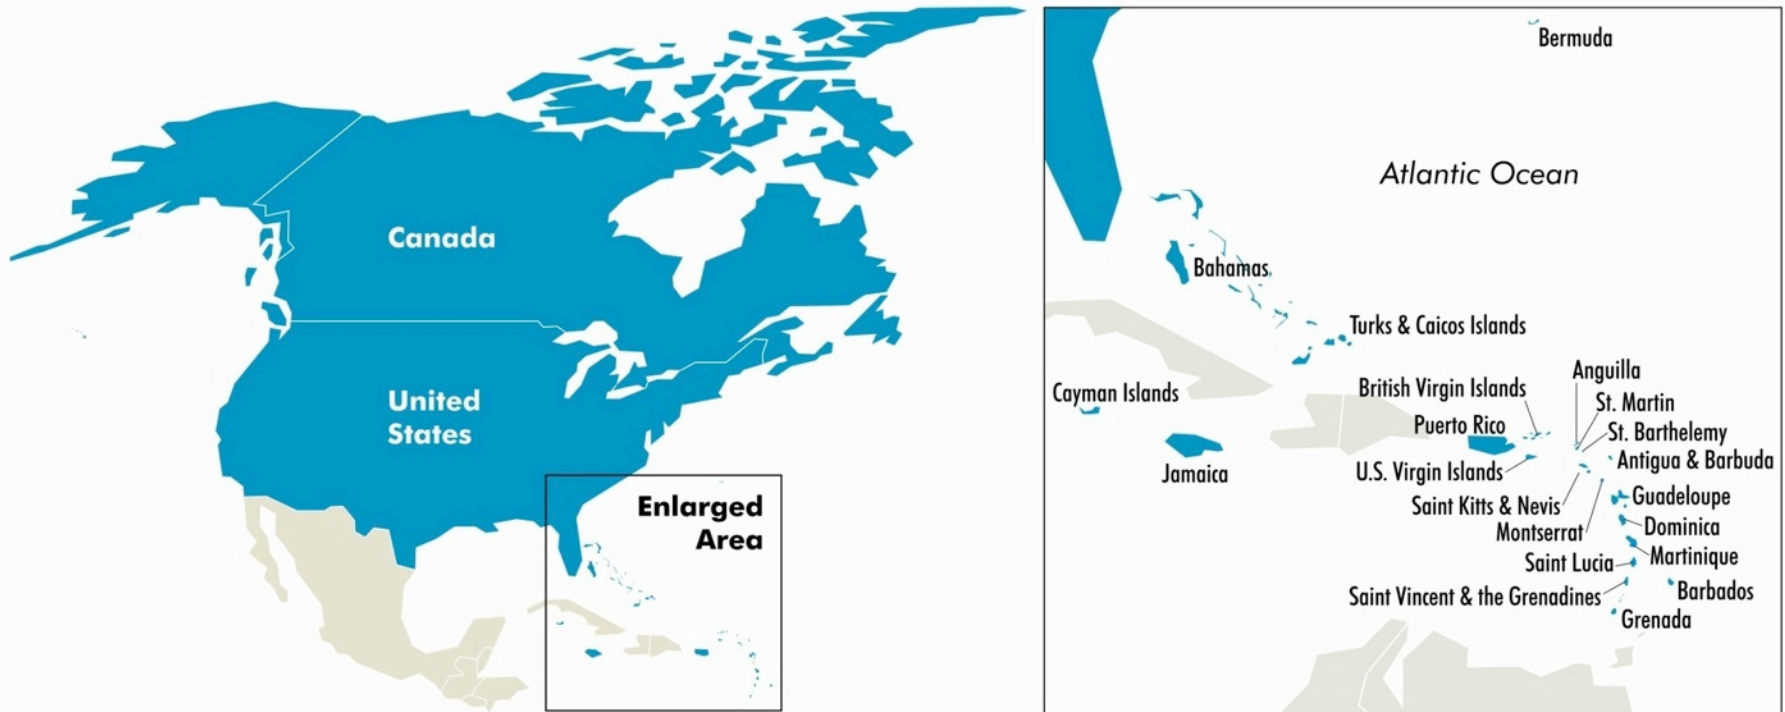 Canada
United
States
Enlarged
Area
Bermuda
Atlantic Ocean
Bahamas
Turks & Caicos Islands
Cayman Islands
Jamaica
British Virgin Islands
Puerto Rico
U.S. Virgin Islands
Anguilla
St. Martin
St. Barthelemy
Antigua & Barbuda
Saint Kitts & Nevis
Montserrat
Guadeloupe
Dominica
Martinique
Saint Lucia
Barbados
Saint Vincent & the Grenadines
Grenada